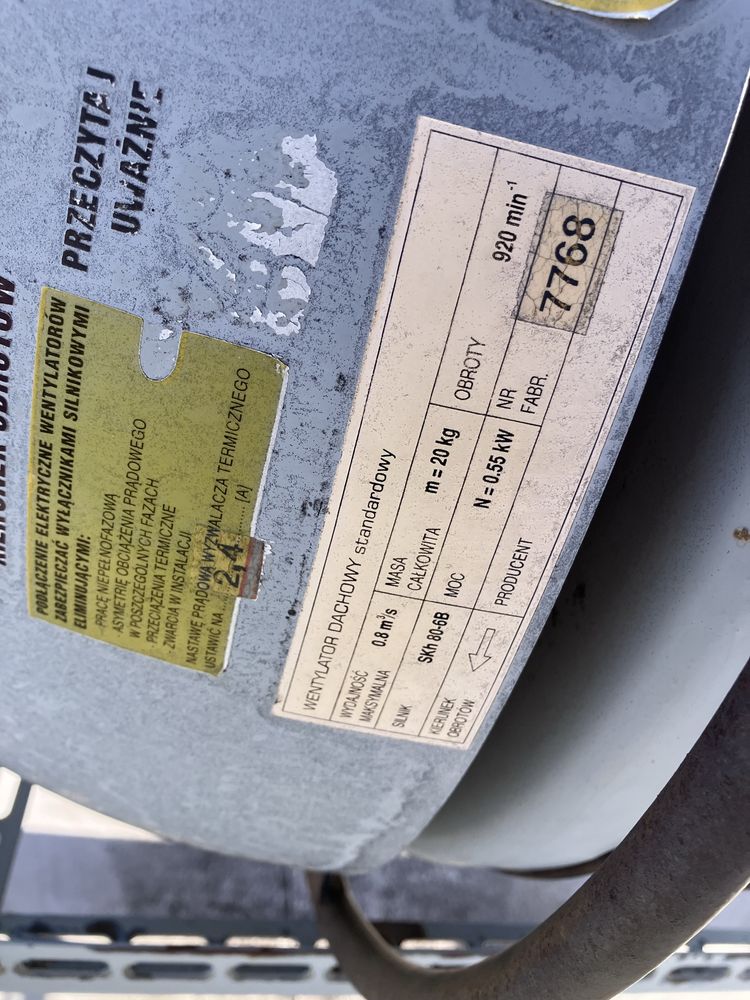 PRZECZYTAJ
UWAŻNIE
PODŁĄCZENIE ELEKTRYCZNE WENTYLATORÓW
ZABEZPIECZAĆ WYŁĄCZNIKAMI SILNIKOWYMI
ELIMINUJĄCYMI:
-PRACĘ NIEPEŁNOFAZOWĄ
-ASYMETRIĘ OBCIĄŻENIA PRĄDOWEGO
W POSZCZEGÓLNYCH FAZACH
-PRZECIĄŻENIA TERMICZNE
-ZWARCIA W INSTALACJI
NASTAWĘ PRĄDOWĄ WYZWALACZA TERMICZNEGO
USTAWIĆ NA 2,4 [A]
WENTYLATOR DACHOWY standardowy
WYDAJNOŚĆ
MAKSYMALNA 0.8 m³/s
MASA
CAŁKOWITA m = 20 kg
OBROTY 920 min⁻¹
SILNIK SKh 80-6B
MOC N = 0.55 kW
NR
FABR. 7768
KIERUNEK
OBROTÓW
PRODUCENT